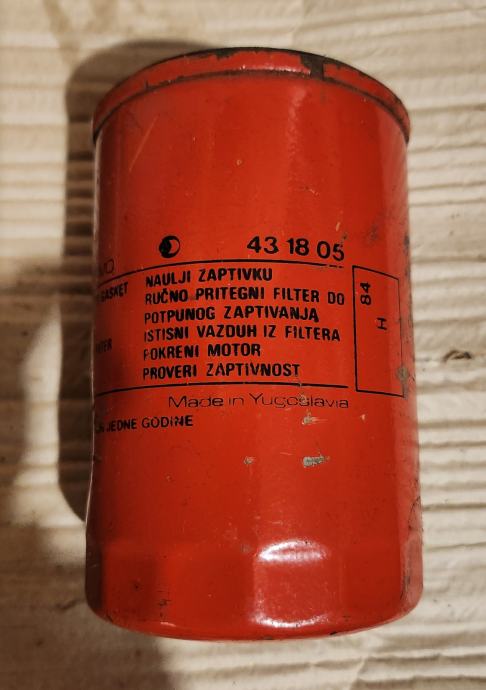 43 18 05
GASKET
NAULJI ZAPTIVKU
RUČNO PRITEGNI FILTER DO
POTPUNOG ZAPTIVANJA
ISTISNI VAZDUH IZ FILTERA
POKRENI MOTOR
PROVERI ZAPTIVNOST
84
H
Made in Yugoslavia
JEDNE GODINE